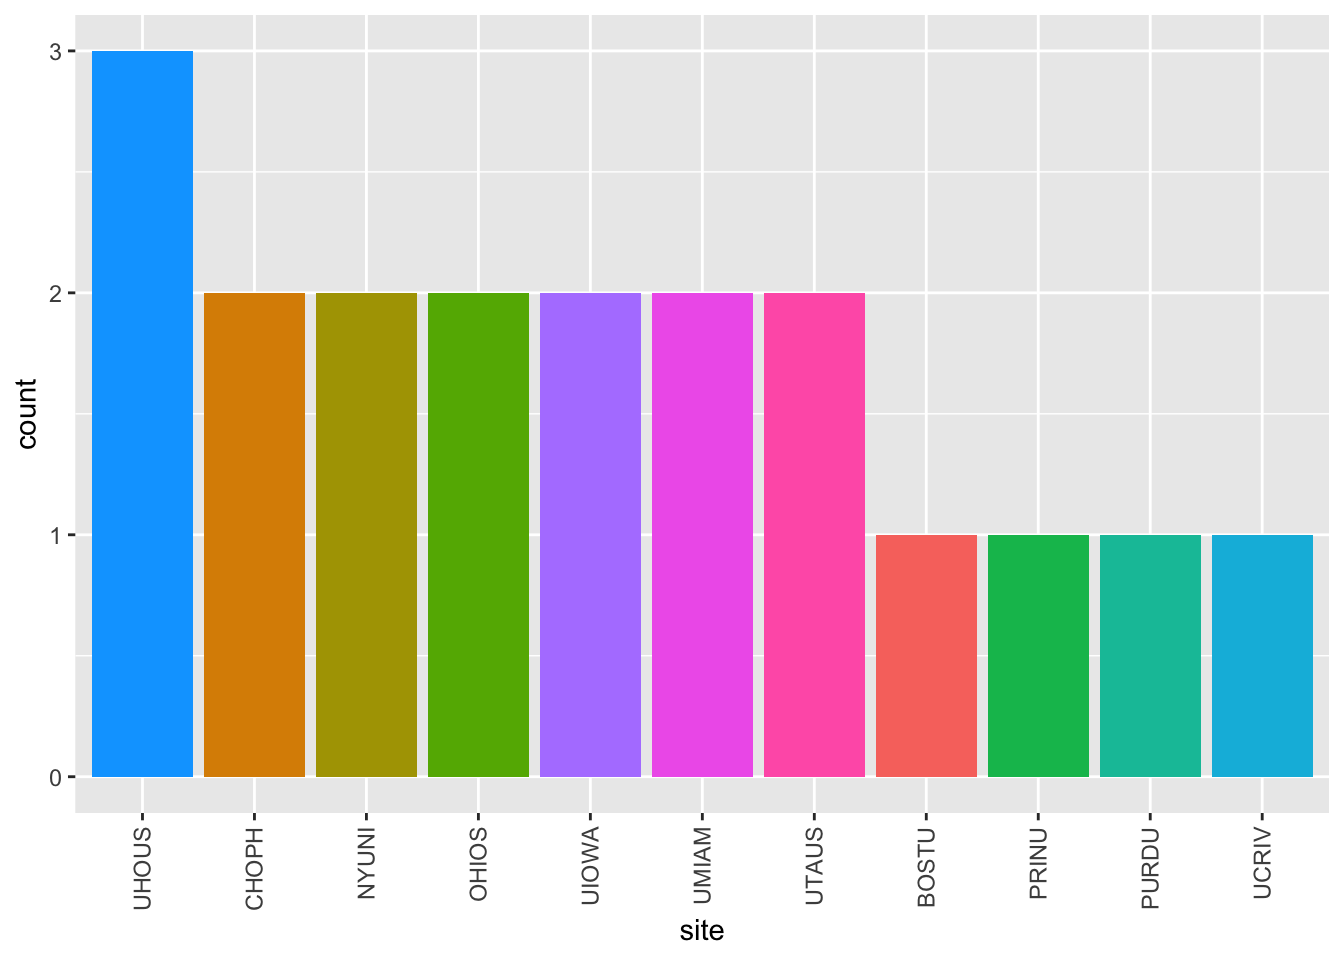 count
3
2
1
0
UHOUS
CHOPH
NYUNI
OHIOS
UIOWA
UMIAM
UTAUS
BOSTU
PRINU
PURDU
UCRIV
site